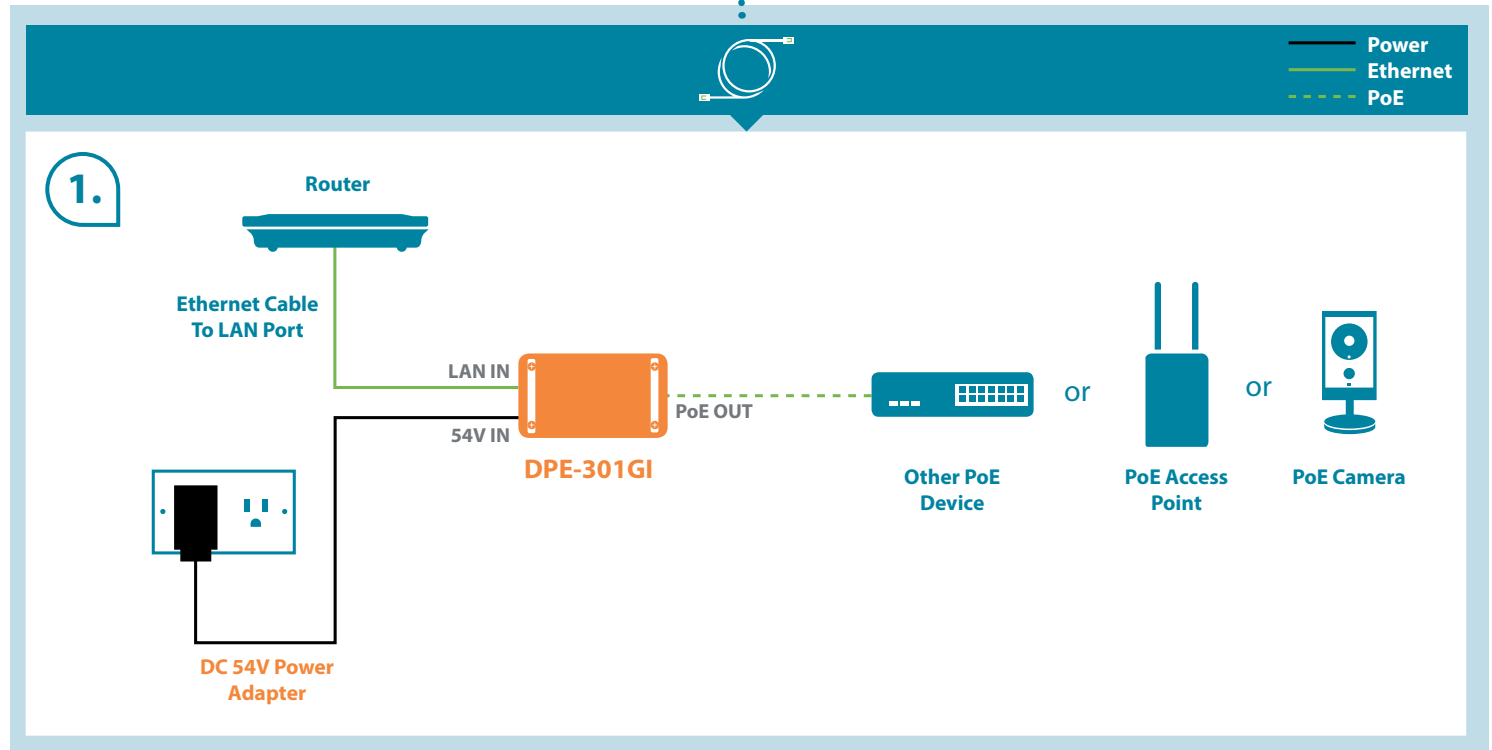 Power
Ethernet
PoE
1.
Router
Ethernet Cable
To LAN Port
LAN IN
54V IN
PoE OUT
DPE-301GI
or
or
Other PoE
Device
PoE Access
Point
PoE Camera
DC 54V Power
Adapter